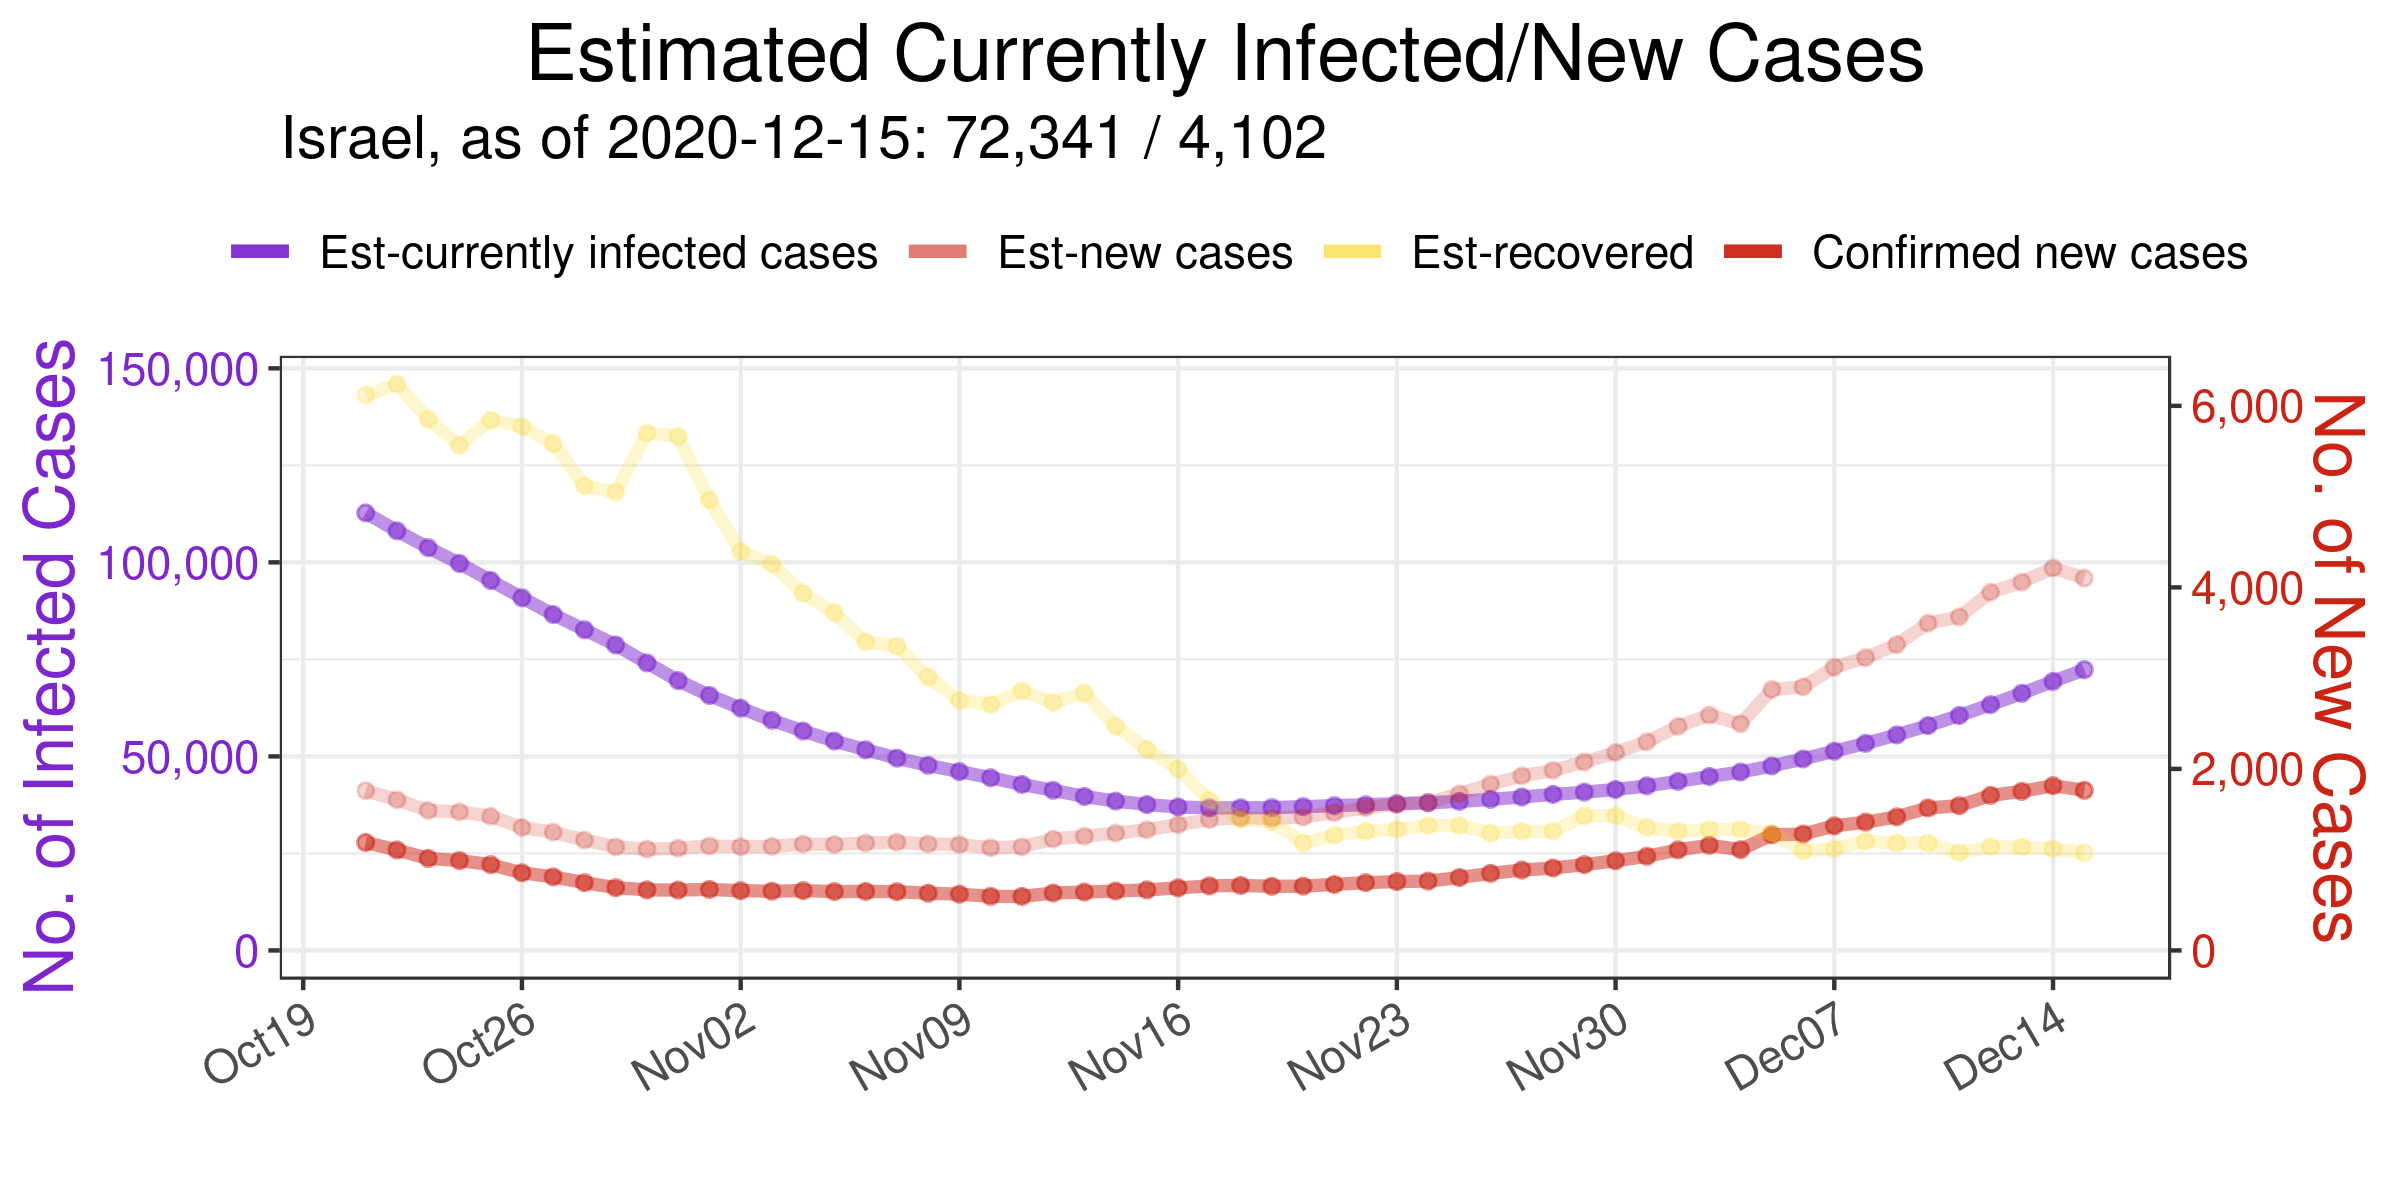 Estimated Currently Infected/New Cases
Israel, as of 2020-12-15: 72,341 / 4,102
Est-currently infected cases Est-new cases Est-recovered Confirmed new cases
No. of Infected Cases
150,000
100,000
50,000
0
6,000
4,000
2,000
0
No. of New Cases
Oct19 Oct26 Nov02 Nov09 Nov16 Nov23 Nov30 Dec07 Dec14